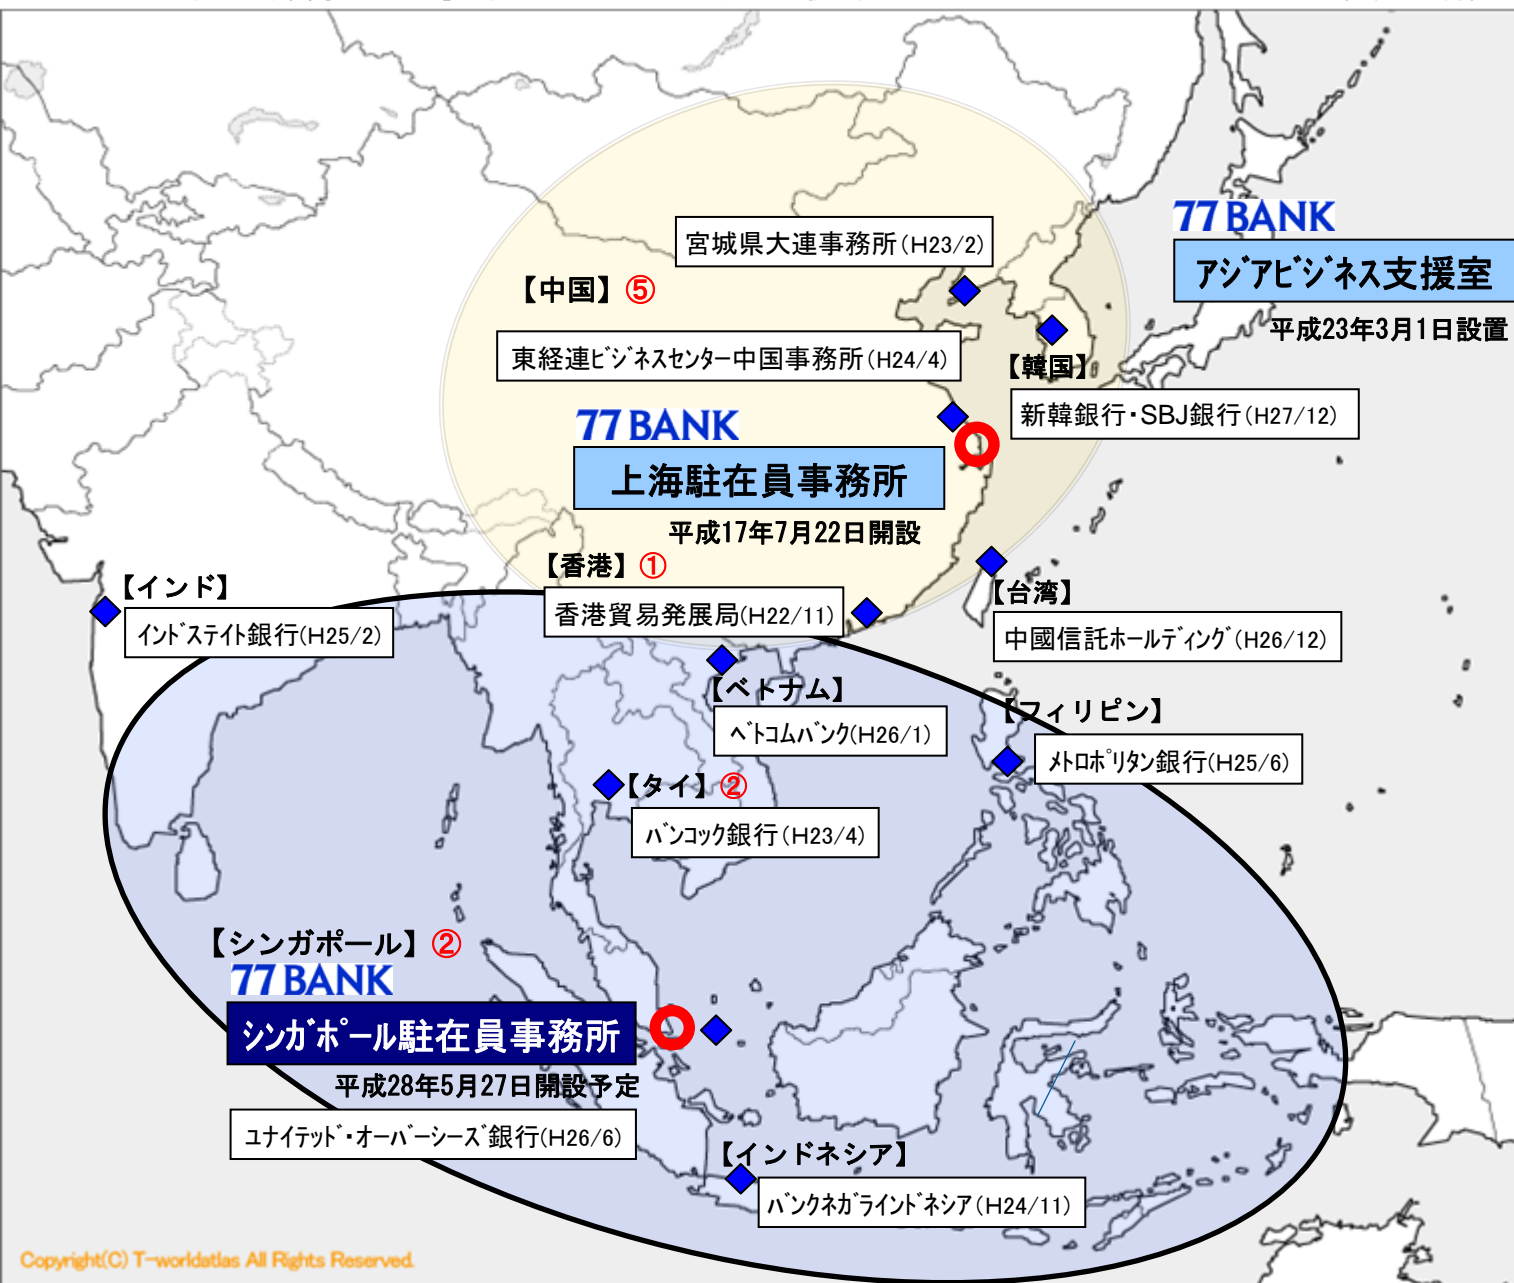 77 BANK
アジアビジネス支援室
平成23年3月1日設置
宮城県大連事務所(H23/2)
【中国】⑤
東経連ビジネスセンター中国事務所(H24/4)
【韓国】
新韓銀行・SBJ銀行(H27/12)
77 BANK
上海駐在員事務所
平成17年7月22日開設
【香港】①
香港貿易発展局(H22/11)
【台湾】
中國信託ホールディング(H26/12)
【インド】
インドステイト銀行(H25/2)
【ベトナム】
ベトコムバンク(H26/1)
【フィリピン】
メトロポリタン銀行(H25/6)
【タイ】②
バンコック銀行(H23/4)
【シンガポール】②
77 BANK
シンガポール駐在員事務所
平成28年5月27日開設予定
ユナイテッド・オーバーシーズ銀行(H26/6)
【インドネシア】
バンクネガラインドネシア(H24/11)
Copyright(C) T-worldatlas All Rights Reserved.